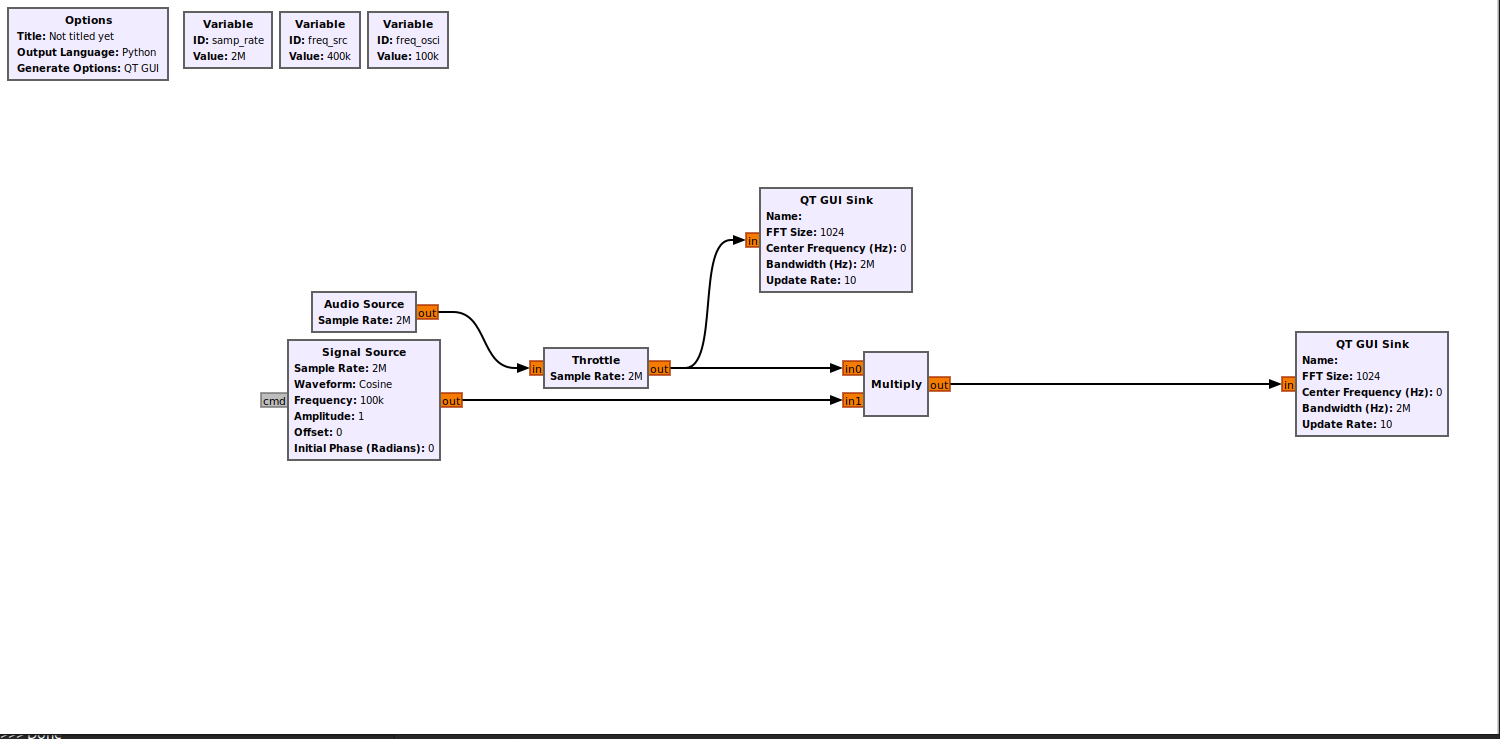 Options
Title: Not titled yet
Output Language: Python
Generate Options: QT GUI
Variable
ID: samp_rate
Value: 2M
Variable
ID: freq_src
Value: 400k
Variable
ID: freq_osci
Value: 100k
QT GUI Sink
Name:
FFT Size: 1024
Center Frequency (Hz): 0
Bandwidth (Hz): 2M
Update Rate: 10
in
Audio Source
Sample Rate: 2M
out
Signal Source
Sample Rate: 2M
Waveform: Cosine
Frequency: 100k
Amplitude: 1
Offset: 0
Initial Phase (Radians): 0
cmd
out
in
Throttle
Sample Rate: 2M
out
in0
in1
Multiply
out
in
QT GUI Sink
Name:
FFT Size: 1024
Center Frequency (Hz): 0
Bandwidth (Hz): 2M
Update Rate: 10
>>> Done